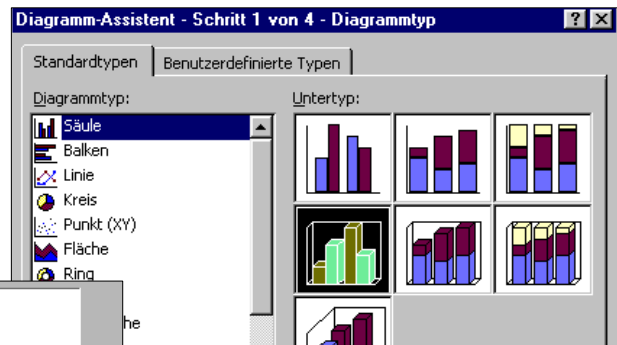 Diagramm-Assistent - Schritt 1 von 4 - Diagrammtyp
Standardtypen
Benutzerdefinierte Typen
Diagrammtyp:
Untertyp:
Säule
Balken
Linie
Kreis
Punkt (XY)
Fläche
Ring
he